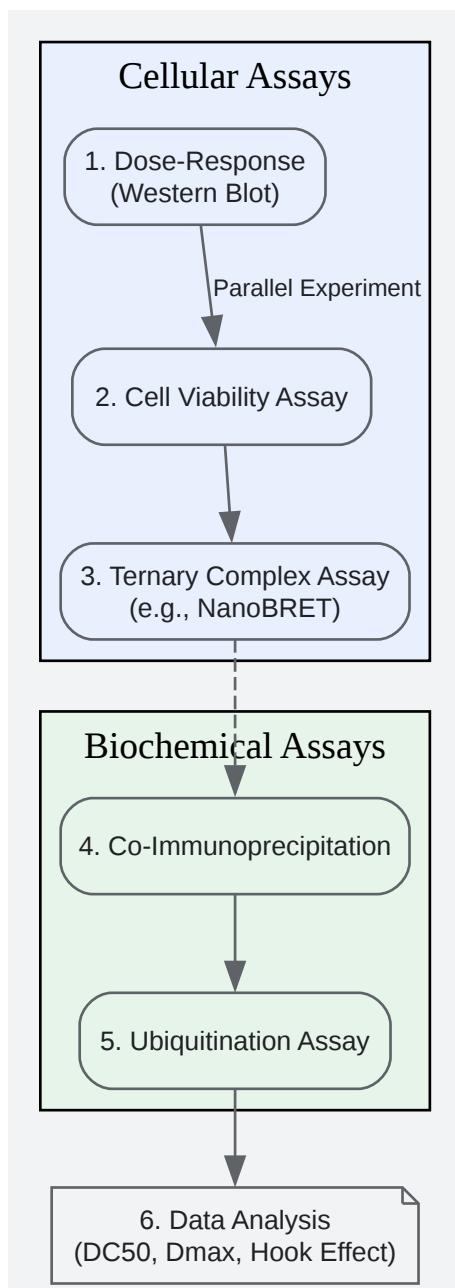 Cellular Assays
1. Dose-Response
(Western Blot)
Parallel Experiment
2. Cell Viability Assay
3. Ternary Complex Assay
(e.g., NanoBRET)
Biochemical Assays
4. Co-Immunoprecipitation
5. Ubiquitination Assay
6. Data Analysis
(DC50, Dmax, Hook Effect)